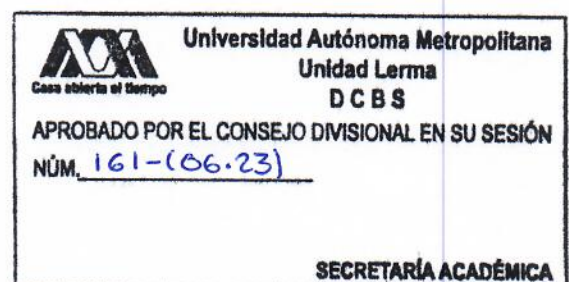 Universidad Autónoma Metropolitana
Casa abierta al tiempo
Unidad Lerma
D C B S
APROBADO POR EL CONSEJO DIVISIONAL EN SU SESIÓN
NÚM. 161-(06.23)
SECRETARÍA ACADÉMICA